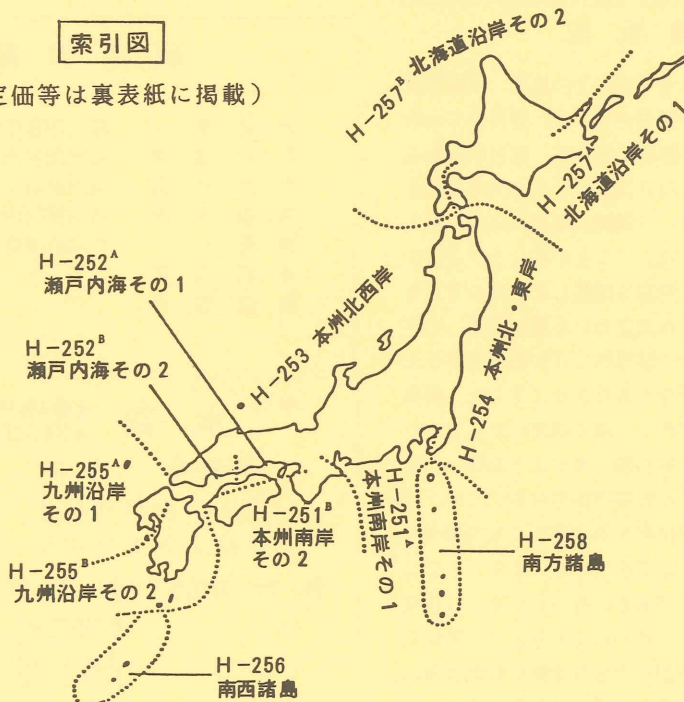 索引図
定価等は裏表紙に掲載）
H-257ᴮ 北海道沿岸その2
H-257ᴬ
北海道沿岸その1
H-252ᴬ
瀬戸内海その1
H-252ᴮ
瀬戸内海その2
H-253 本州北西岸
H-254 本州北・東岸
H-255ᴬ
九州沿岸
その1
H-251ᴮ
本州南岸
その2
H-251ᴬ
本州南岸その1
H-258
南方諸島
H-255ᴮ
九州沿岸その2
H-256
南西諸島